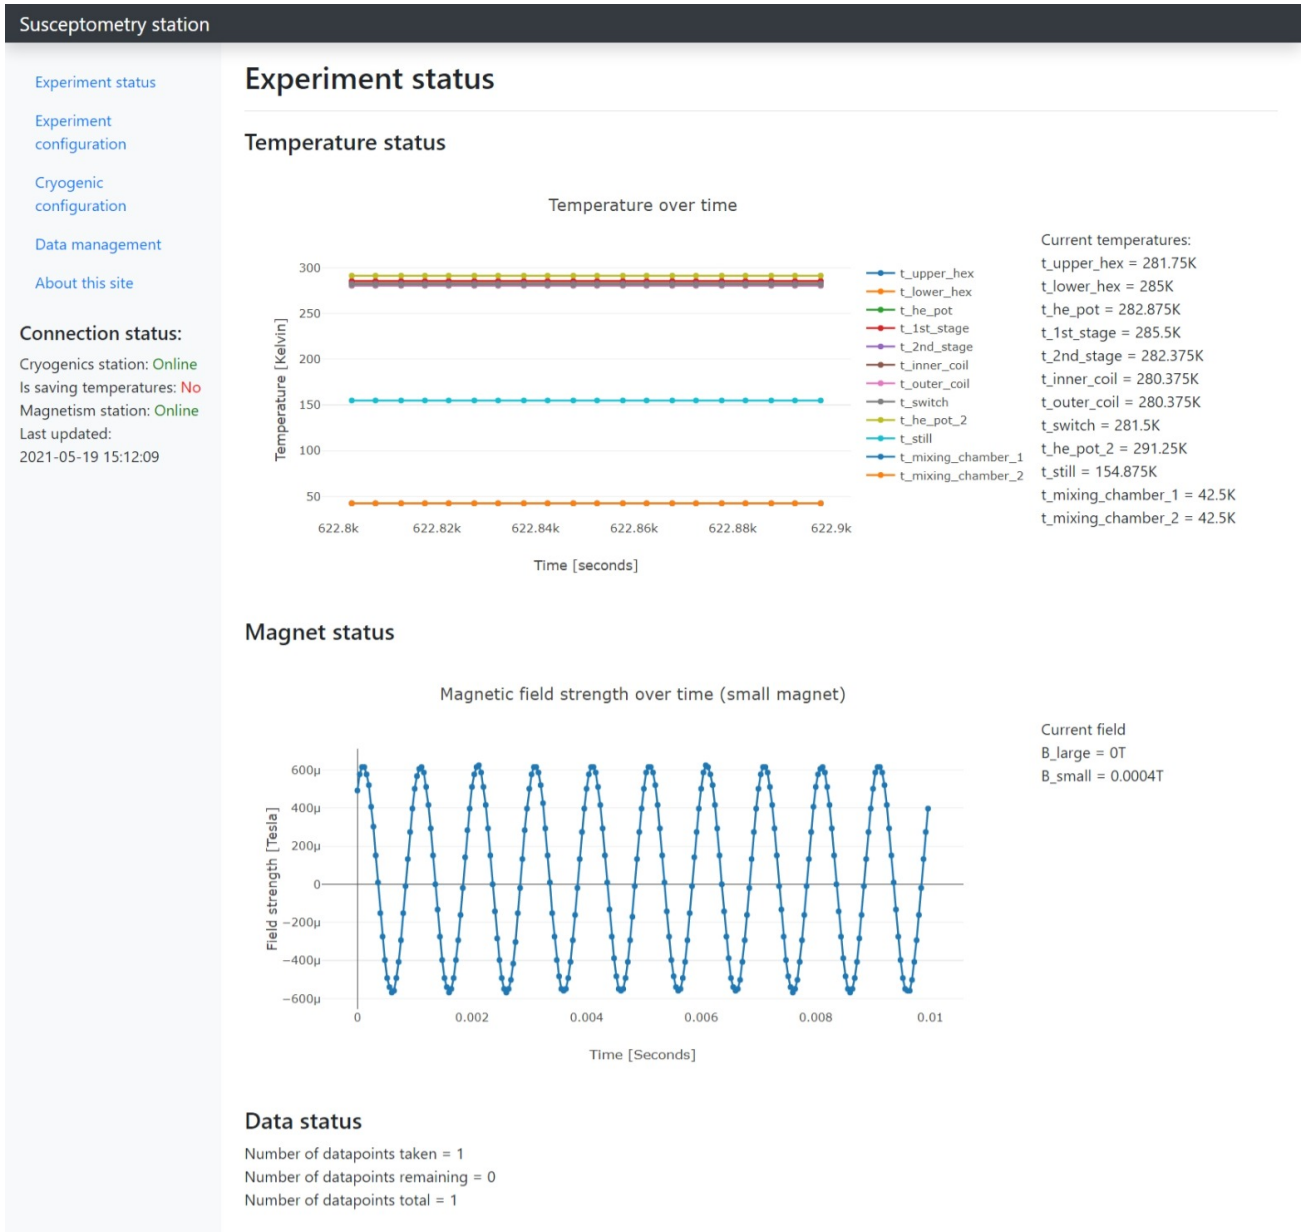 Susceptometry station
Experiment status
Experiment
configuration
Cryogenic
configuration
Data management
About this site
Connection status:
Cryogenics station: Online
Is saving temperatures: No
Magnetism station: Online
Last updated:
2021-05-19 15:12:09
Experiment status
Temperature status
Temperature over time
300
250
200
150
100
50
Temperature [Kelvin]
622.8k 622.82k 622.84k 622.86k 622.88k 622.9k
Time [seconds]
t_upper_hex
t_lower_hex
t_he_pot
t_1st_stage
t_2nd_stage
t_inner_coil
t_outer_coil
t_switch
t_he_pot_2
t_still
t_mixing_chamber_1
t_mixing_chamber_2
Current temperatures:
t_upper_hex = 281.75K
t_lower_hex = 285K
t_he_pot = 282.875K
t_1st_stage = 285.5K
t_2nd_stage = 282.375K
t_inner_coil = 280.375K
t_outer_coil = 280.375K
t_switch = 281.5K
t_he_pot_2 = 291.25K
t_still = 154.875K
t_mixing_chamber_1 = 42.5K
t_mixing_chamber_2 = 42.5K
Magnet status
Magnetic field strength over time (small magnet)
600µ
400µ
200µ
0
−200µ
−400µ
−600µ
Field strength [Tesla]
0 0.002 0.004 0.006 0.008 0.01
Time [Seconds]
Current field
B_large = 0T
B_small = 0.0004T
Data status
Number of datapoints taken = 1
Number of datapoints remaining = 0
Number of datapoints total = 1